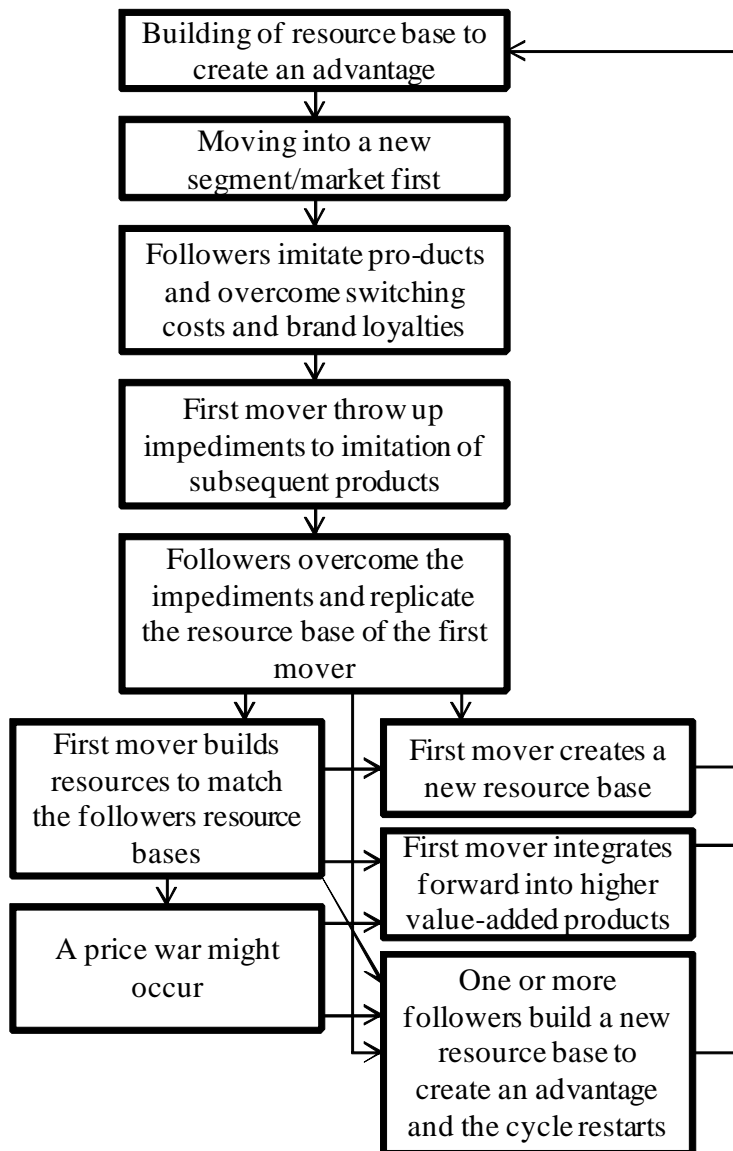 Building of resource base to
create an advantage
Moving into a new
segment/market first
Followers imitate pro-ducts
and overcome switching
costs and brand loyalties
First mover throw up
impediments to imitation of
subsequent products
Followers overcome the
impediments and replicate
the resource base of the first
mover
First mover builds
resources to match
the followers resource
bases
First mover creates a
new resource base
First mover integrates
forward into higher
value-added products
A price war might
occur
One or more
followers build a new
resource base to
create an advantage
and the cycle restarts